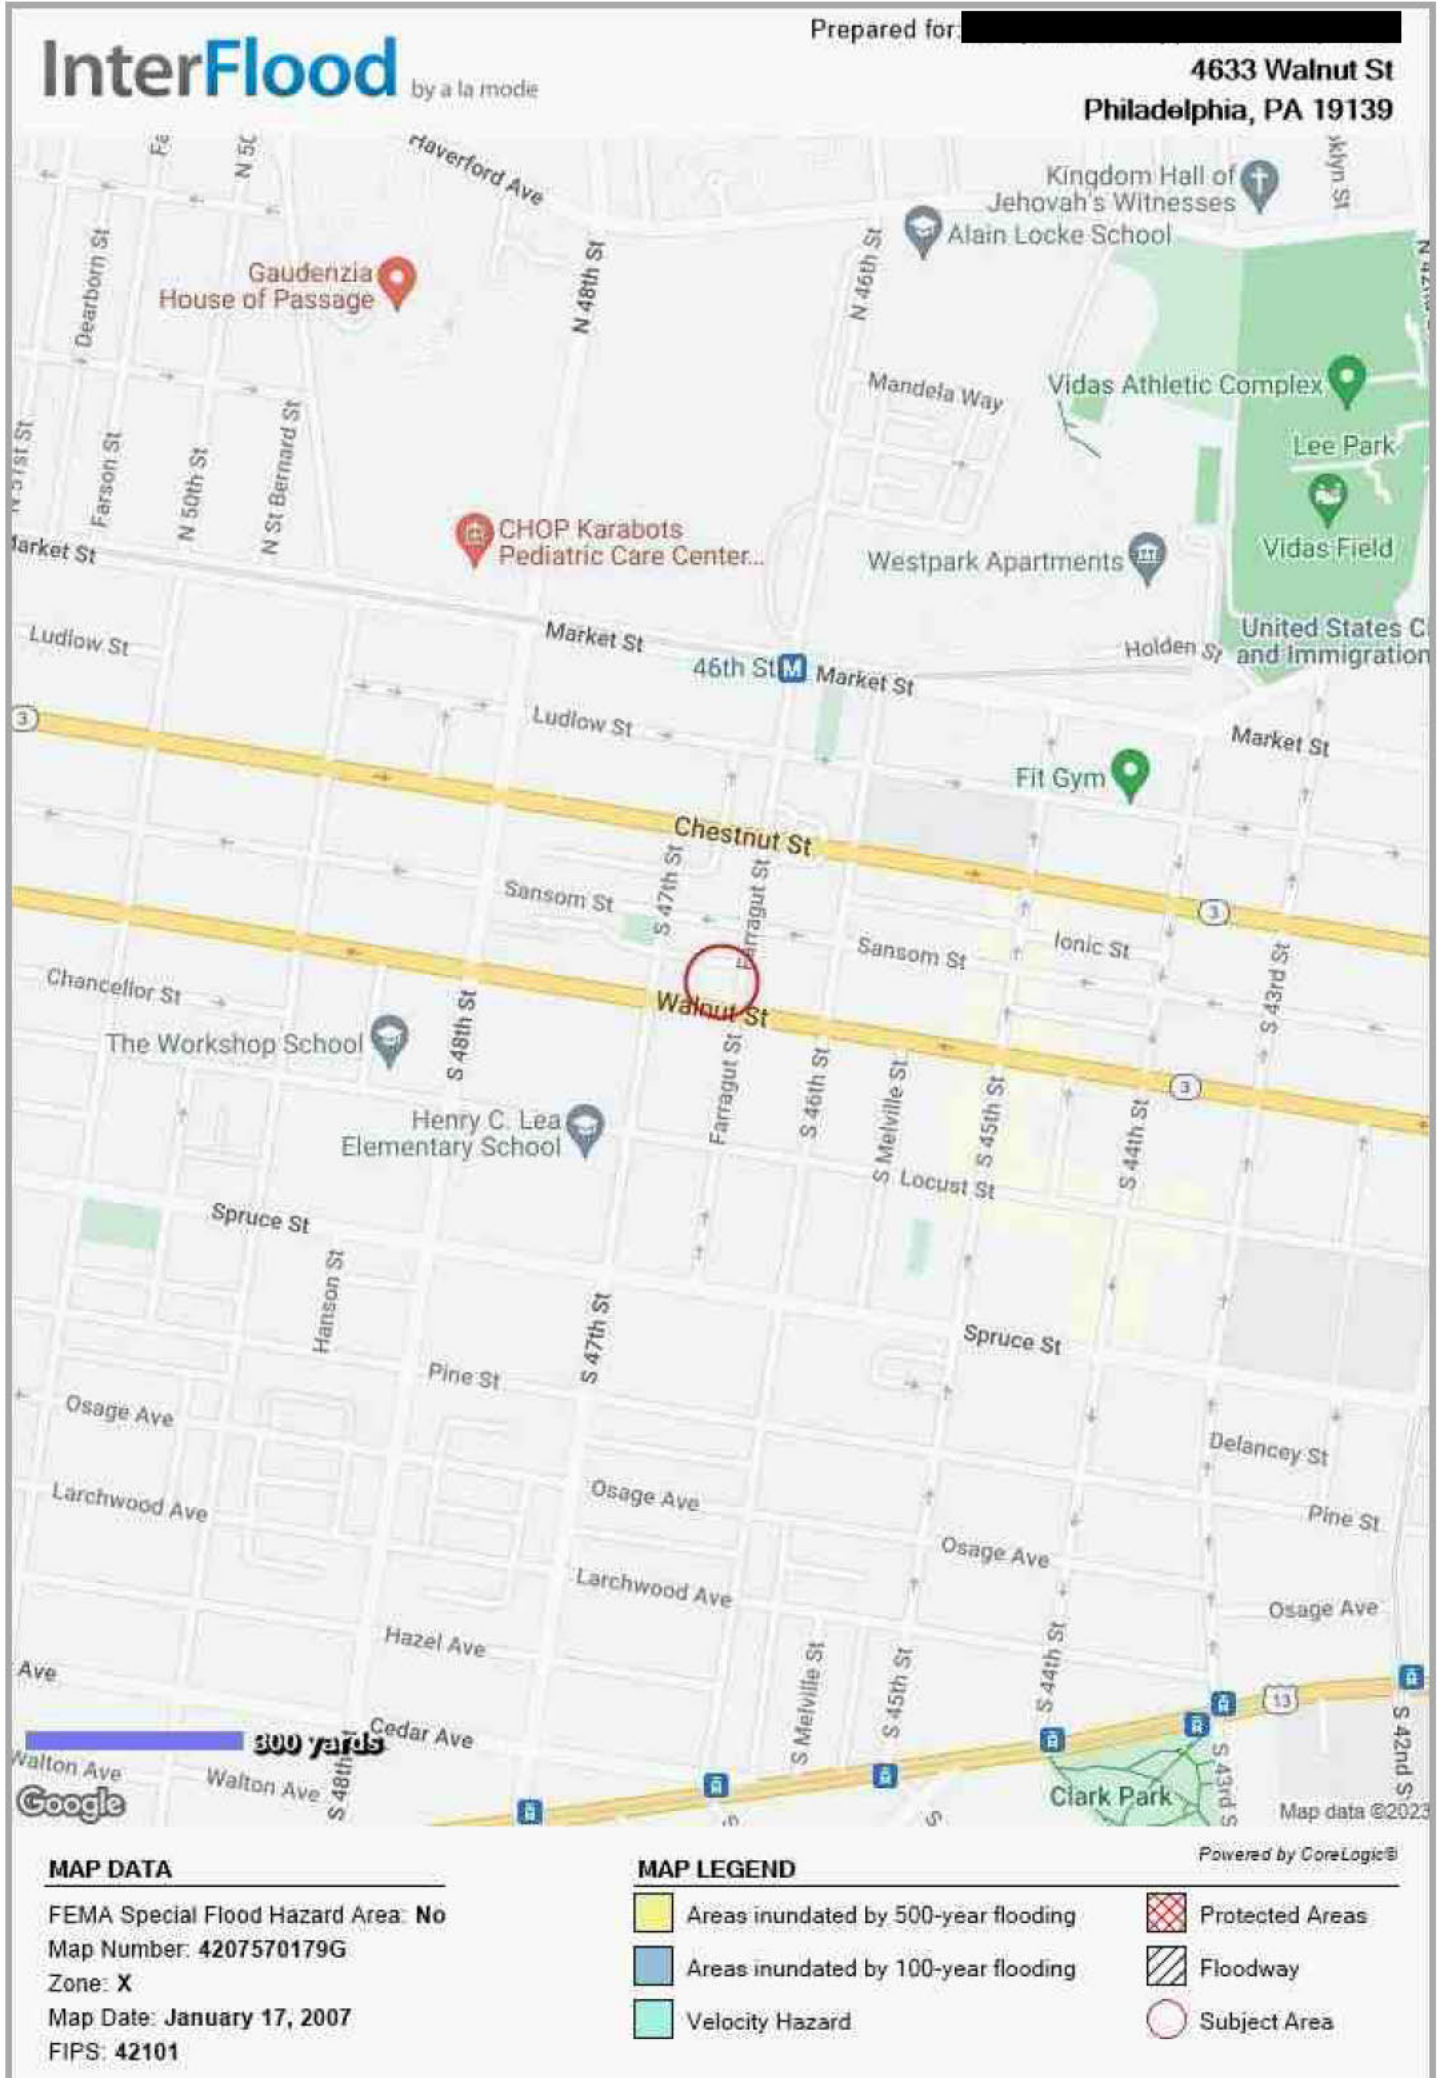 InterFlood by a la mode
Prepared for:
4633 Walnut St
Philadelphia, PA 19139
Haverford Ave
N 48th St
N 46th St
Kingdom Hall of
Jehovah's Witnesses
Alain Locke School
Dearborn St
Gaudenzia
House of Passage
Mandela Way
Vidas Athletic Complex
Lee Park
Vidas Field
N 51st St
Farson St
N 50th St
N St Bernard St
CHOP Karabots
Pediatric Care Center...
Westpark Apartments
Market St
Ludlow St
Market St
46th St M
Market St
Holden St
United States C
and Immigration
Market St
3
Ludlow St
Fit Gym
Chestnut St
S 47th St
Farragut St
Sansom St
3
Sansom St
Ionic St
S 43rd St
Chancellor St
Walnut St
The Workshop School
S 48th St
Farragut St
S 46th St
S Melville St
S 45th St
S 44th St
3
Henry C. Lea
Elementary School
Locust St
Spruce St
Hanson St
S 47th St
Spruce St
Pine St
Osage Ave
Delancey St
Larchwood Ave
Osage Ave
Pine St
Osage Ave
Larchwood Ave
Osage Ave
Hazel Ave
S Melville St
S 45th St
S 44th St
Ave
13
300 yards
Cedar Ave
S 42nd S
Walton Ave
Walton Ave
S 48th
S 43rd S
Clark Park
Google
Map data ©2023
Powered by CoreLogic®
MAP DATA
FEMA Special Flood Hazard Area: No
Map Number: 4207570179G
Zone: X
Map Date: January 17, 2007
FIPS: 42101
MAP LEGEND
Areas inundated by 500-year flooding
Areas inundated by 100-year flooding
Velocity Hazard
Protected Areas
Floodway
Subject Area